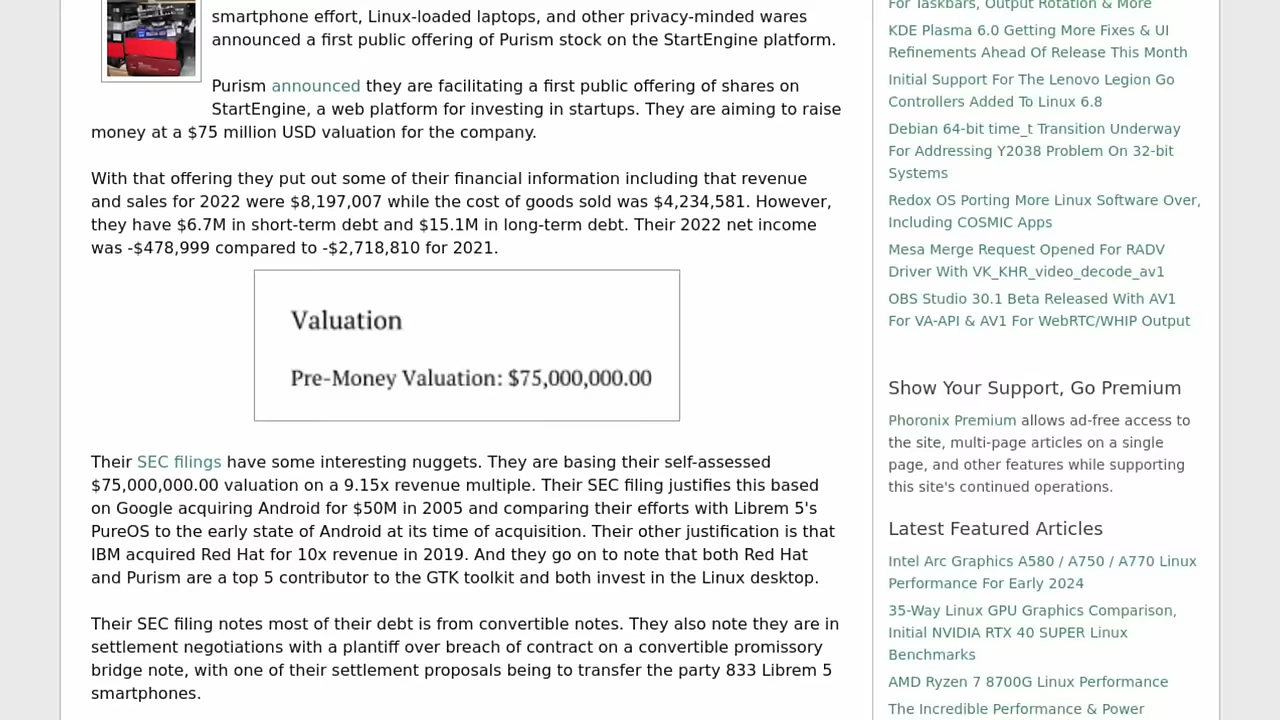 smartphone effort, Linux-loaded laptops, and other privacy-minded wares
announced a first public offering of Purism stock on the StartEngine platform.
Purism announced they are facilitating a first public offering of shares on
StartEngine, a web platform for investing in startups. They are aiming to raise
money at a $75 million USD valuation for the company.
With that offering they put out some of their financial information including that revenue
and sales for 2022 were $8,197,007 while the cost of goods sold was $4,234,581. However,
they have $6.7M in short-term debt and $15.1M in long-term debt. Their 2022 net income
was -$478,999 compared to -$2,718,810 for 2021.
Valuation
Pre-Money Valuation: $75,000,000.00
Their SEC filings have some interesting nuggets. They are basing their self-assessed
$75,000,000.00 valuation on a 9.15x revenue multiple. Their SEC filing justifies this based
on Google acquiring Android for $50M in 2005 and comparing their efforts with Librem 5's
PureOS to the early state of Android at its time of acquisition. Their other justification is that
IBM acquired Red Hat for 10x revenue in 2019. And they go on to note that both Red Hat
and Purism are a top 5 contributor to the GTK toolkit and both invest in the Linux desktop.
Their SEC filing notes most of their debt is from convertible notes. They also note they are in
settlement negotiations with a plantiff over breach of contract on a convertible promissory
bridge note, with one of their settlement proposals being to transfer the party 833 Librem 5
smartphones.
For Taskbars, Output Rotation & More
KDE Plasma 6.0 Getting More Fixes & UI
Refinements Ahead Of Release This Month
Initial Support For The Lenovo Legion Go
Controllers Added To Linux 6.8
Debian 64-bit time_t Transition Underway
For Addressing Y2038 Problem On 32-bit
Systems
Redox OS Porting More Linux Software Over,
Including COSMIC Apps
Mesa Merge Request Opened For RADV
Driver With VK_KHR_video_decode_av1
OBS Studio 30.1 Beta Released With AV1
For VA-API & AV1 For WebRTC/WHIP Output
Show Your Support, Go Premium
Phoronix Premium allows ad-free access to
the site, multi-page articles on a single
page, and other features while supporting
this site's continued operations.
Latest Featured Articles
Intel Arc Graphics A580 / A750 / A770 Linux
Performance For Early 2024
35-Way Linux GPU Graphics Comparison,
Initial NVIDIA RTX 40 SUPER Linux
Benchmarks
AMD Ryzen 7 8700G Linux Performance
The Incredible Performance & Power